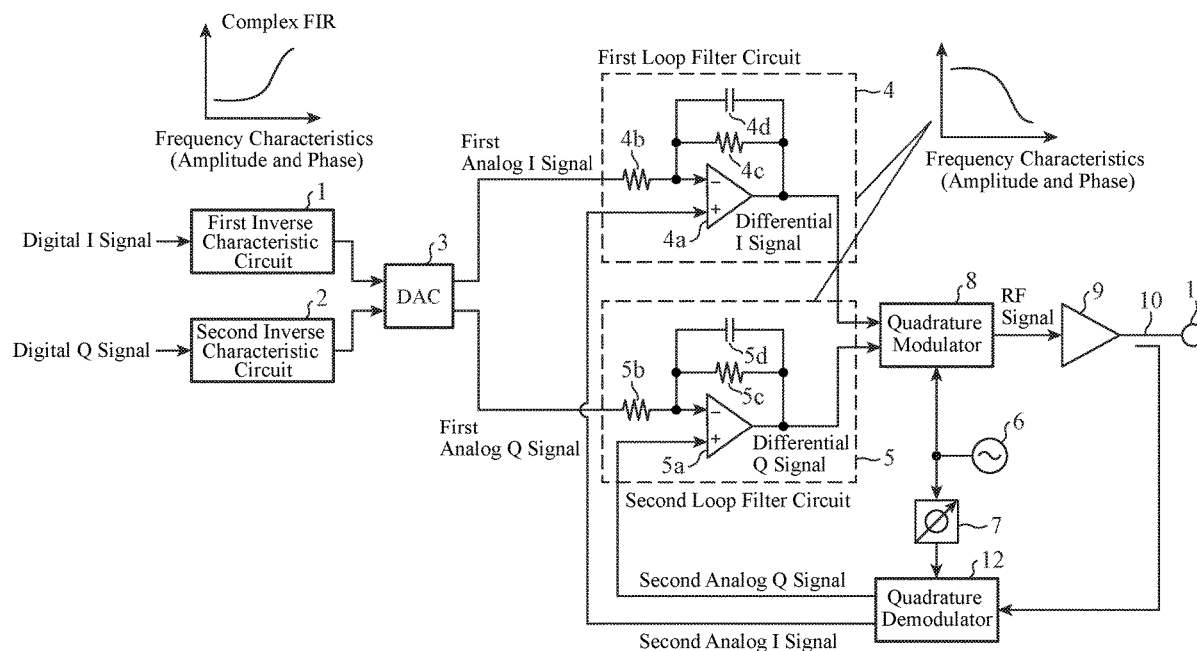 Complex FIR
Frequency Characteristics
(Amplitude and Phase)
First Loop Filter Circuit
4
4d
4b
4c
4a
−
+
Differential
I Signal
Frequency Characteristics
(Amplitude and Phase)
First
Analog I Signal
1
Digital I Signal
First Inverse
Characteristic
Circuit
3
DAC
2
Digital Q Signal
Second Inverse
Characteristic
Circuit
First
Analog Q Signal
5d
5b
5c
5a
−
+
Differential
Q Signal
5
Second Loop Filter Circuit
8
Quadrature
Modulator
RF
Signal
9
10
1
6
7
12
Quadrature
Demodulator
Second Analog Q Signal
Second Analog I Signal